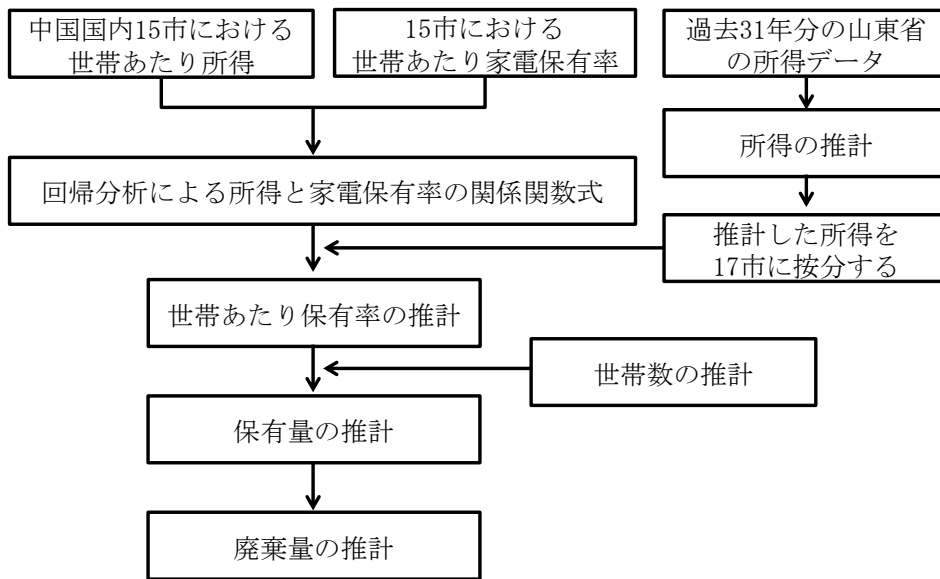 中国国内15市における
世帯あたり所得
15市における
世帯あたり家電保有率
過去31年分の山東省
の所得データ
所得の推計
回帰分析による所得と家電保有率の関係関数式
推計した所得を
17市に按分する
世帯あたり保有率の推計
世帯数の推計
保有量の推計
廃棄量の推計